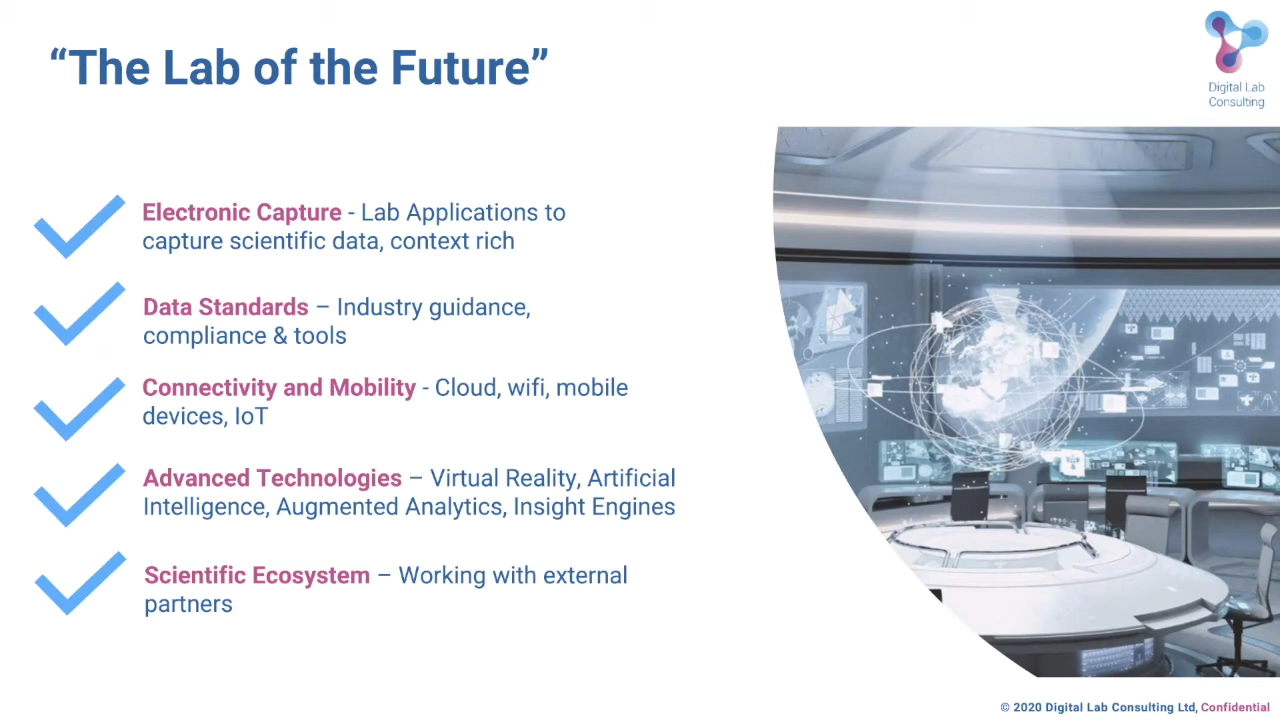 “The Lab of the Future”
Digital Lab
Consulting
Electronic Capture - Lab Applications to
capture scientific data, context rich
Data Standards – Industry guidance,
compliance & tools
Connectivity and Mobility - Cloud, wifi, mobile
devices, IoT
Advanced Technologies – Virtual Reality, Artificial
Intelligence, Augmented Analytics, Insight Engines
Scientific Ecosystem – Working with external
partners
© 2020 Digital Lab Consulting Ltd, Confidential